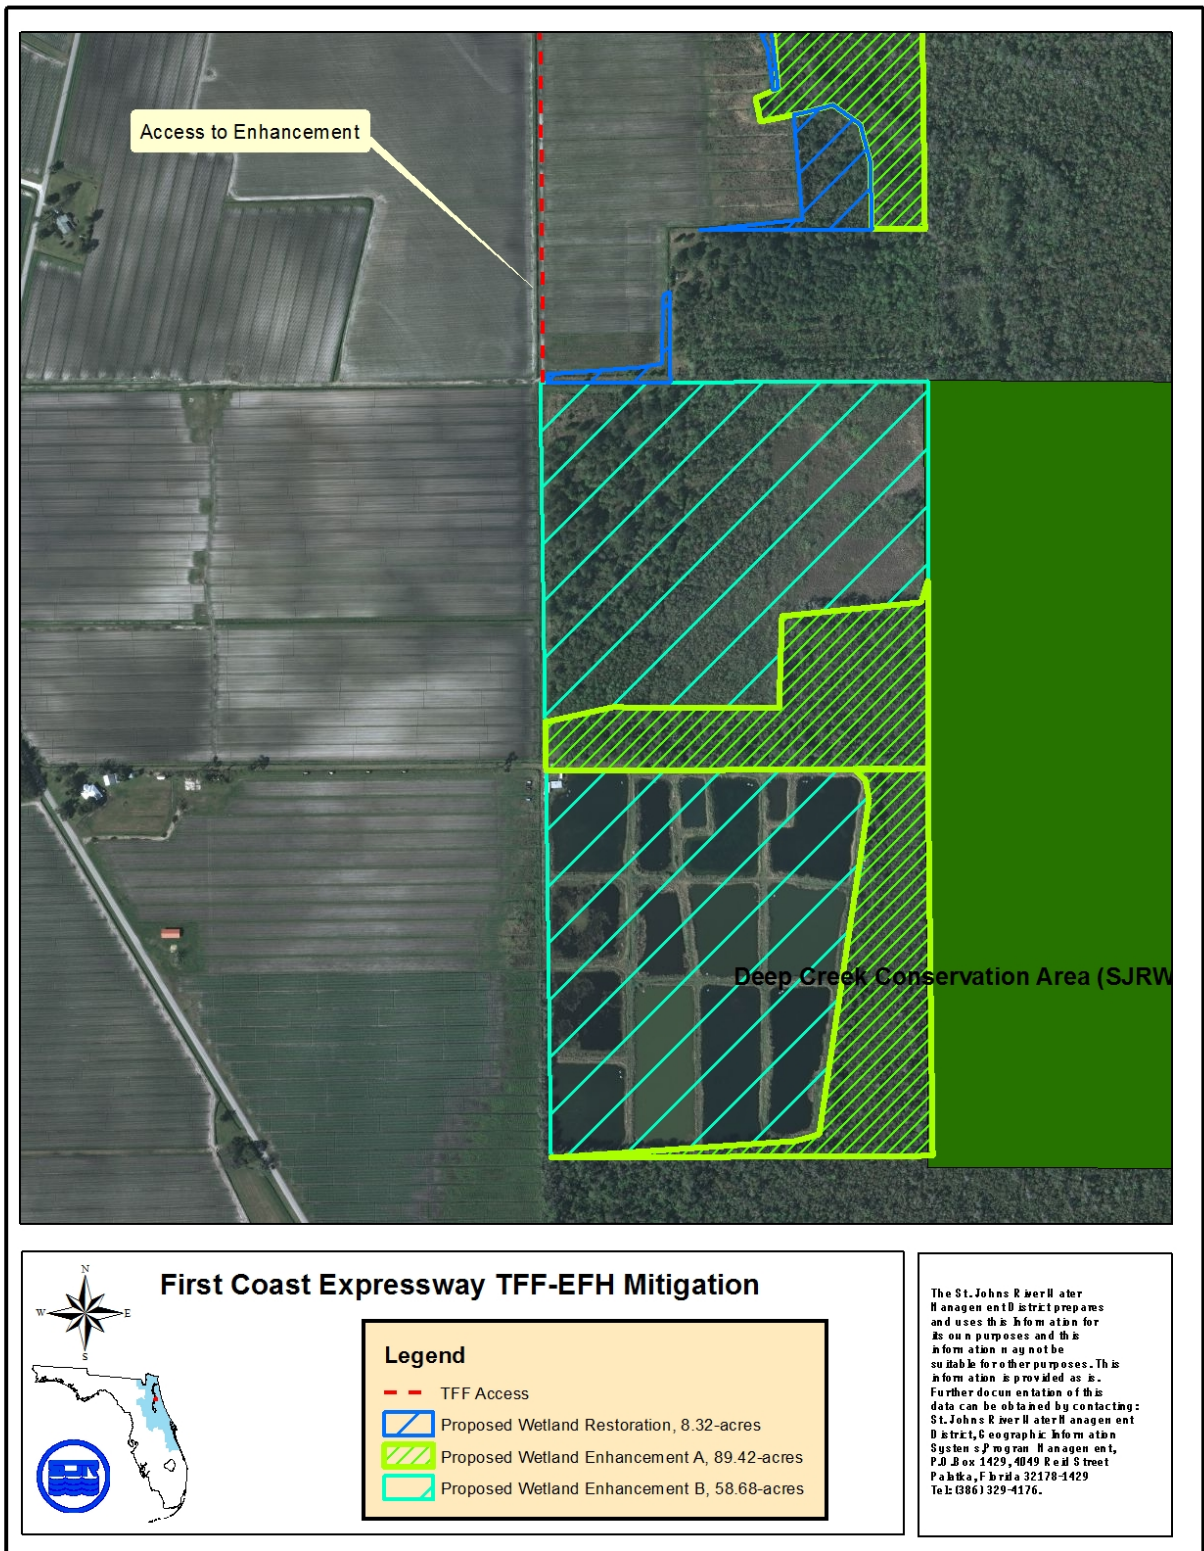 Access to Enhancement
Deep Creek Conservation Area (SJRW
First Coast Expressway TFF-EFH Mitigation
N
W
E
S
Legend
TFF Access
Proposed Wetland Restoration, 8.32-acres
Proposed Wetland Enhancement A, 89.42-acres
Proposed Wetland Enhancement B, 58.68-acres
The St. Johns River Water
Management District prepares
and uses this information for
its own purposes and this
information may not be
suitable for other purposes. This
information is provided as is.
Further documentation of this
data can be obtained by contacting:
St. Johns River Water Management
District, Geographic Information
Systems, Program Management,
P.O. Box 1429, 4049 Reid Street
Palatka, Florida 32178-1429
Tel: (386) 329-4176.